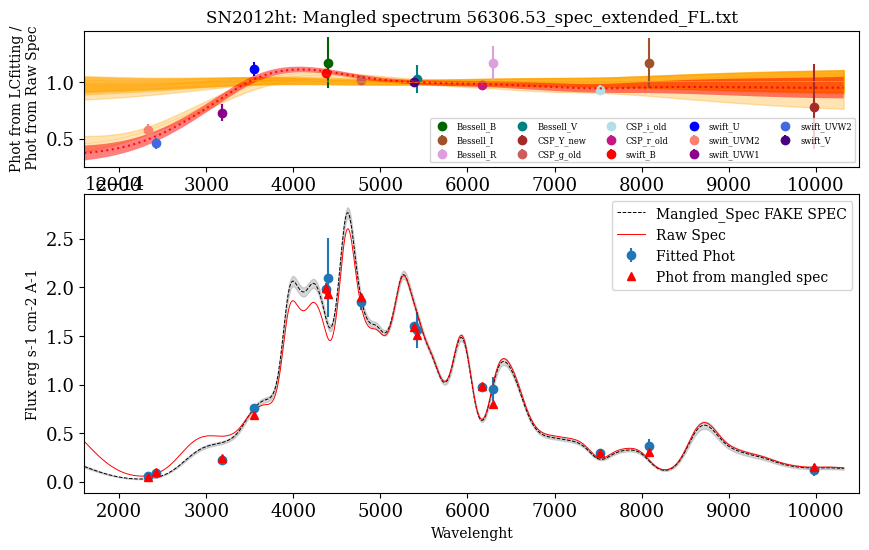 SN2012ht: Mangled spectrum 56306.53_spec_extended_FL.txt
Phot from LCfitting /
Phot from Raw Spec
1.0
0.5
Bessell_B
Bessell_I
Bessell_R
Bessell_V
CSP_Y_new
CSP_g_old
CSP_i_old
CSP_r_old
swift_B
swift_U
swift_UVM2
swift_UVW1
swift_UVW2
swift_V
2000 3000 4000 5000 6000 7000 8000 9000 10000
1e−14
Flux erg s-1 cm-2 A-1
2.5
2.0
1.5
1.0
0.5
0.0
Mangled_Spec FAKE SPEC
Raw Spec
Fitted Phot
Phot from mangled spec
2000 3000 4000 5000 6000 7000 8000 9000 10000
Wavelenght